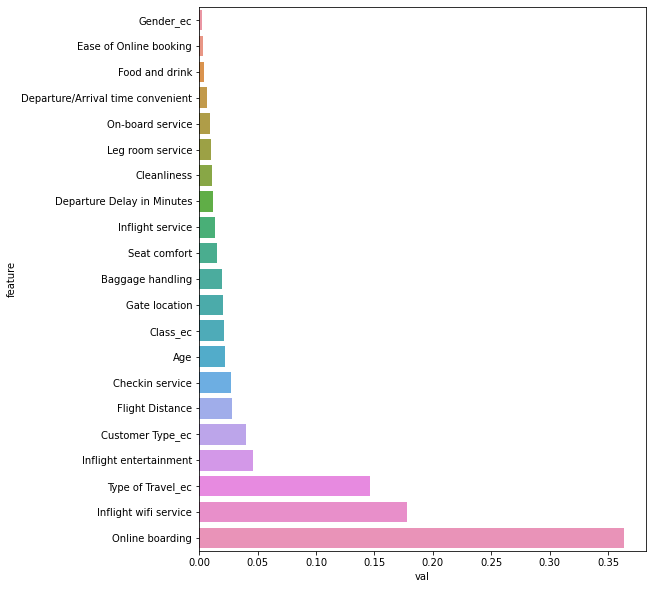 Gender_ec
Ease of Online booking
Food and drink
Departure/Arrival time convenient
On-board service
Leg room service
Cleanliness
Departure Delay in Minutes
Inflight service
Seat comfort
Baggage handling
Gate location
Class_ec
Age
Checkin service
Flight Distance
Customer Type_ec
Inflight entertainment
Type of Travel_ec
Inflight wifi service
Online boarding
feature
0.00 0.05 0.10 0.15 0.20 0.25 0.30 0.35
val